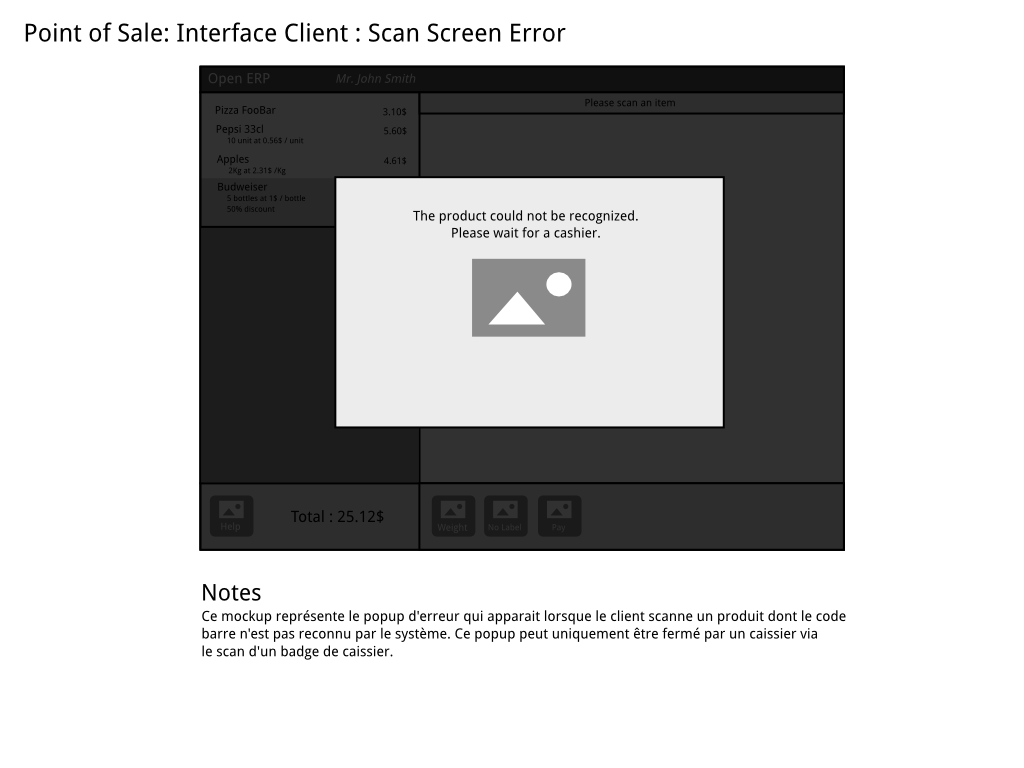 Point of Sale: Interface Client : Scan Screen Error
Open ERP
Mr. John Smith
Pizza FooBar 3.10$
Pepsi 33cl 5.60$
10 unit at 0.56$ / unit
Apples 4.61$
2Kg at 2.31$ /Kg
Budweiser
5 bottles at 1$ / bottle
50% discount
Please scan an item
The product could not be recognized.
Please wait for a cashier.
Help
Total : 25.12$
Weight
No Label
Pay
Notes
Ce mockup représente le popup d'erreur qui apparait lorsque le client scanne un produit dont le code
barre n'est pas reconnu par le système. Ce popup peut uniquement être fermé par un caissier via
le scan d'un badge de caissier.